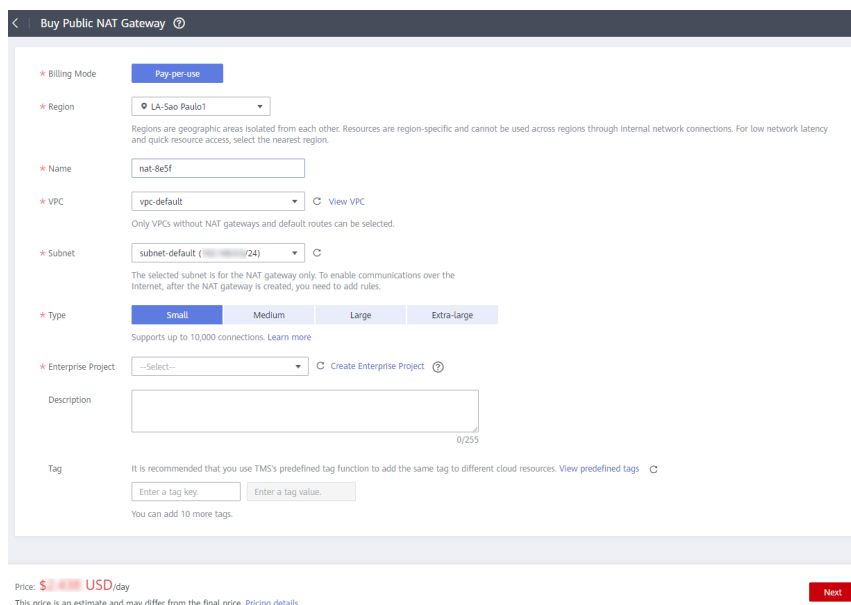 Buy Public NAT Gateway ?
* Billing Mode Pay-per-use
* Region LA-Sao Paulo1
Regions are geographic areas isolated from each other. Resources are region-specific and cannot be used across regions through internal network connections. For low network latency
and quick resource access, select the nearest region.
* Name nat-8e5f
* VPC vpc-default View VPC
Only VPCs without NAT gateways and default routes can be selected.
* Subnet subnet-default ( /24)
The selected subnet is for the NAT gateway only. To enable communications over the
Internet, after the NAT gateway is created, you need to add rules.
* Type Small Medium Large Extra-large
Supports up to 10,000 connections. Learn more
* Enterprise Project --Select-- Create Enterprise Project ?
Description
0/255
Tag It is recommended that you use TMS's predefined tag function to add the same tag to different cloud resources. View predefined tags
Enter a tag key. Enter a tag value.
You can add 10 more tags.
Price: $ USD/day
Next
This price is an estimate and may differ from the final price. Pricing details